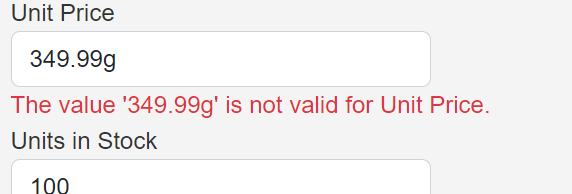 Unit Price
349.99g
The value '349.99g' is not valid for Unit Price.
Units in Stock
100